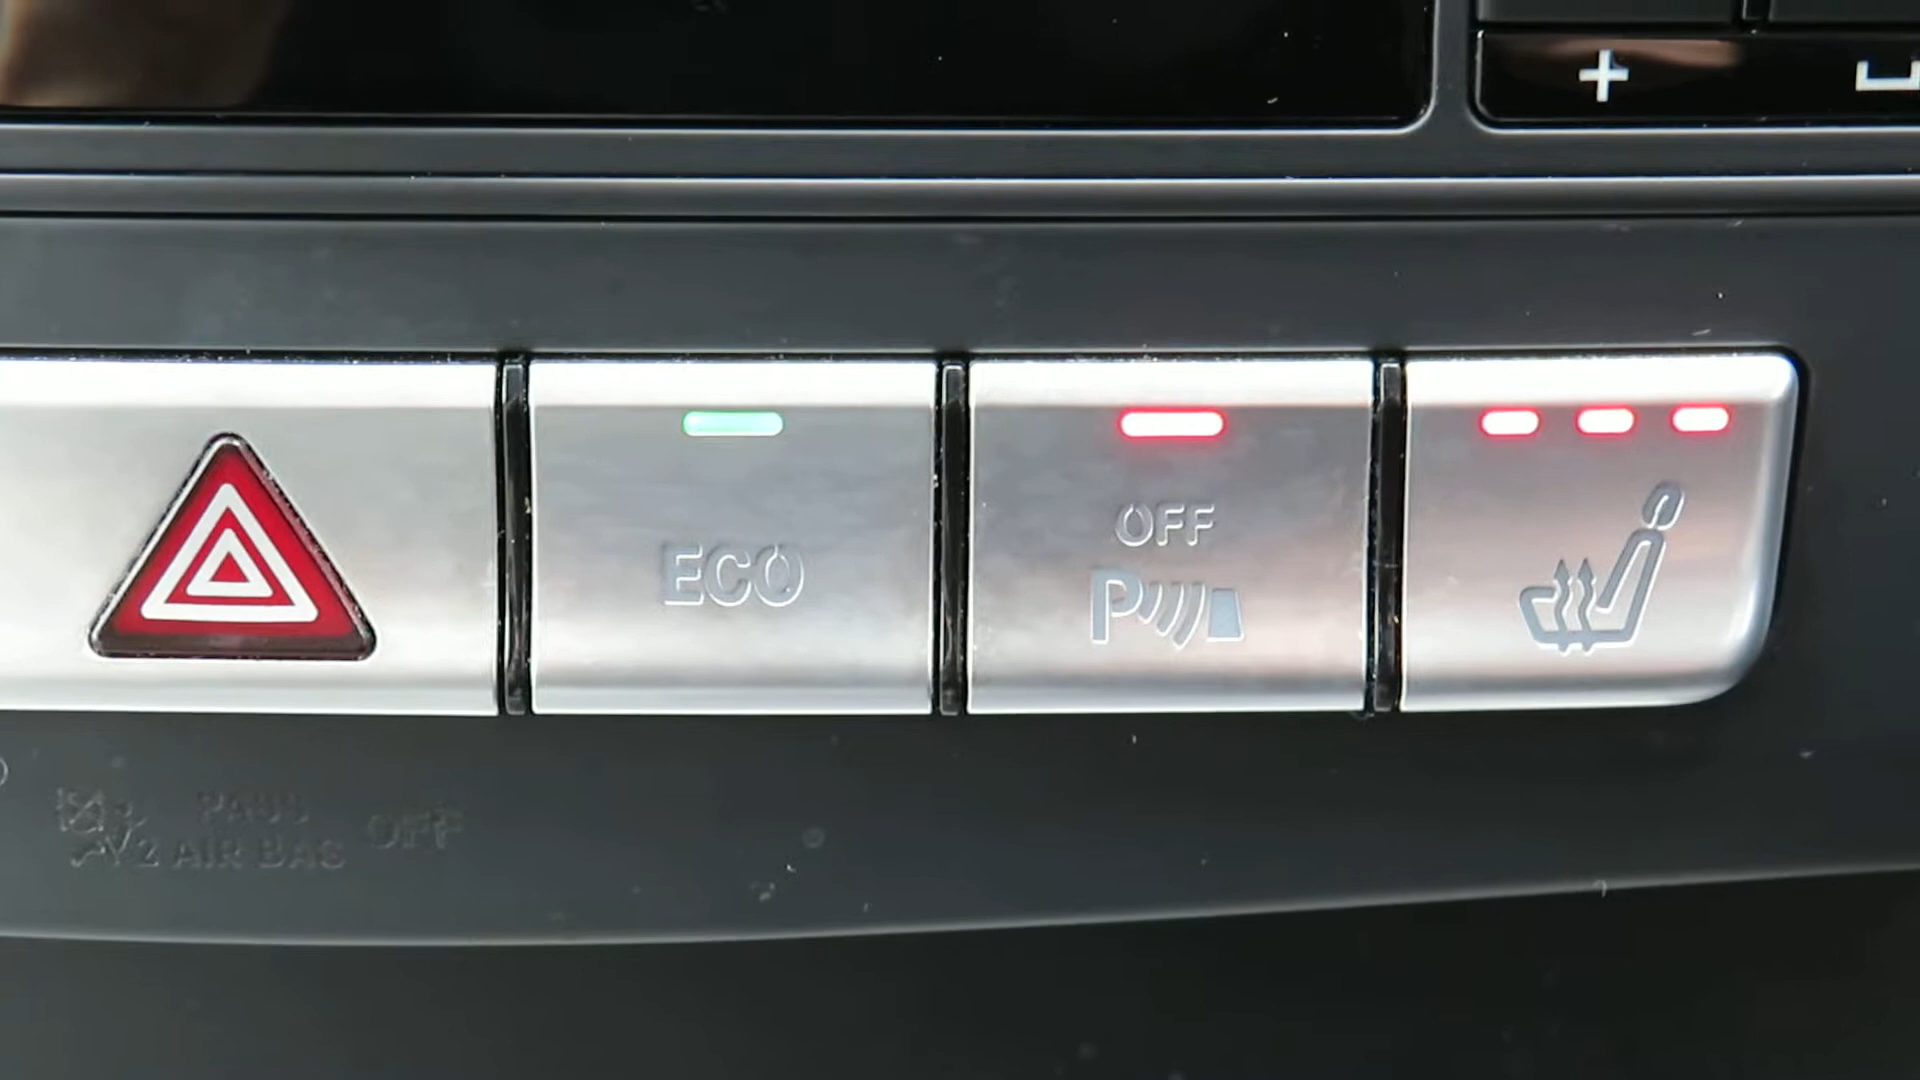 +
ECO
OFF
P
PASS
AIR BAG
OFF